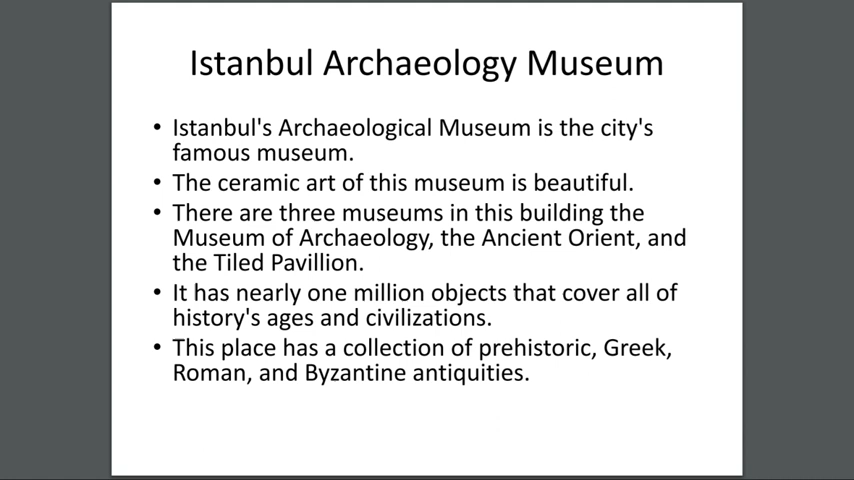 Istanbul Archaeology Museum
• Istanbul's Archaeological Museum is the city's
famous museum.
• The ceramic art of this museum is beautiful.
• There are three museums in this building the
Museum of Archaeology, the Ancient Orient, and
the Tiled Pavillion.
• It has nearly one million objects that cover all of
history's ages and civilizations.
• This place has a collection of prehistoric, Greek,
Roman, and Byzantine antiquities.